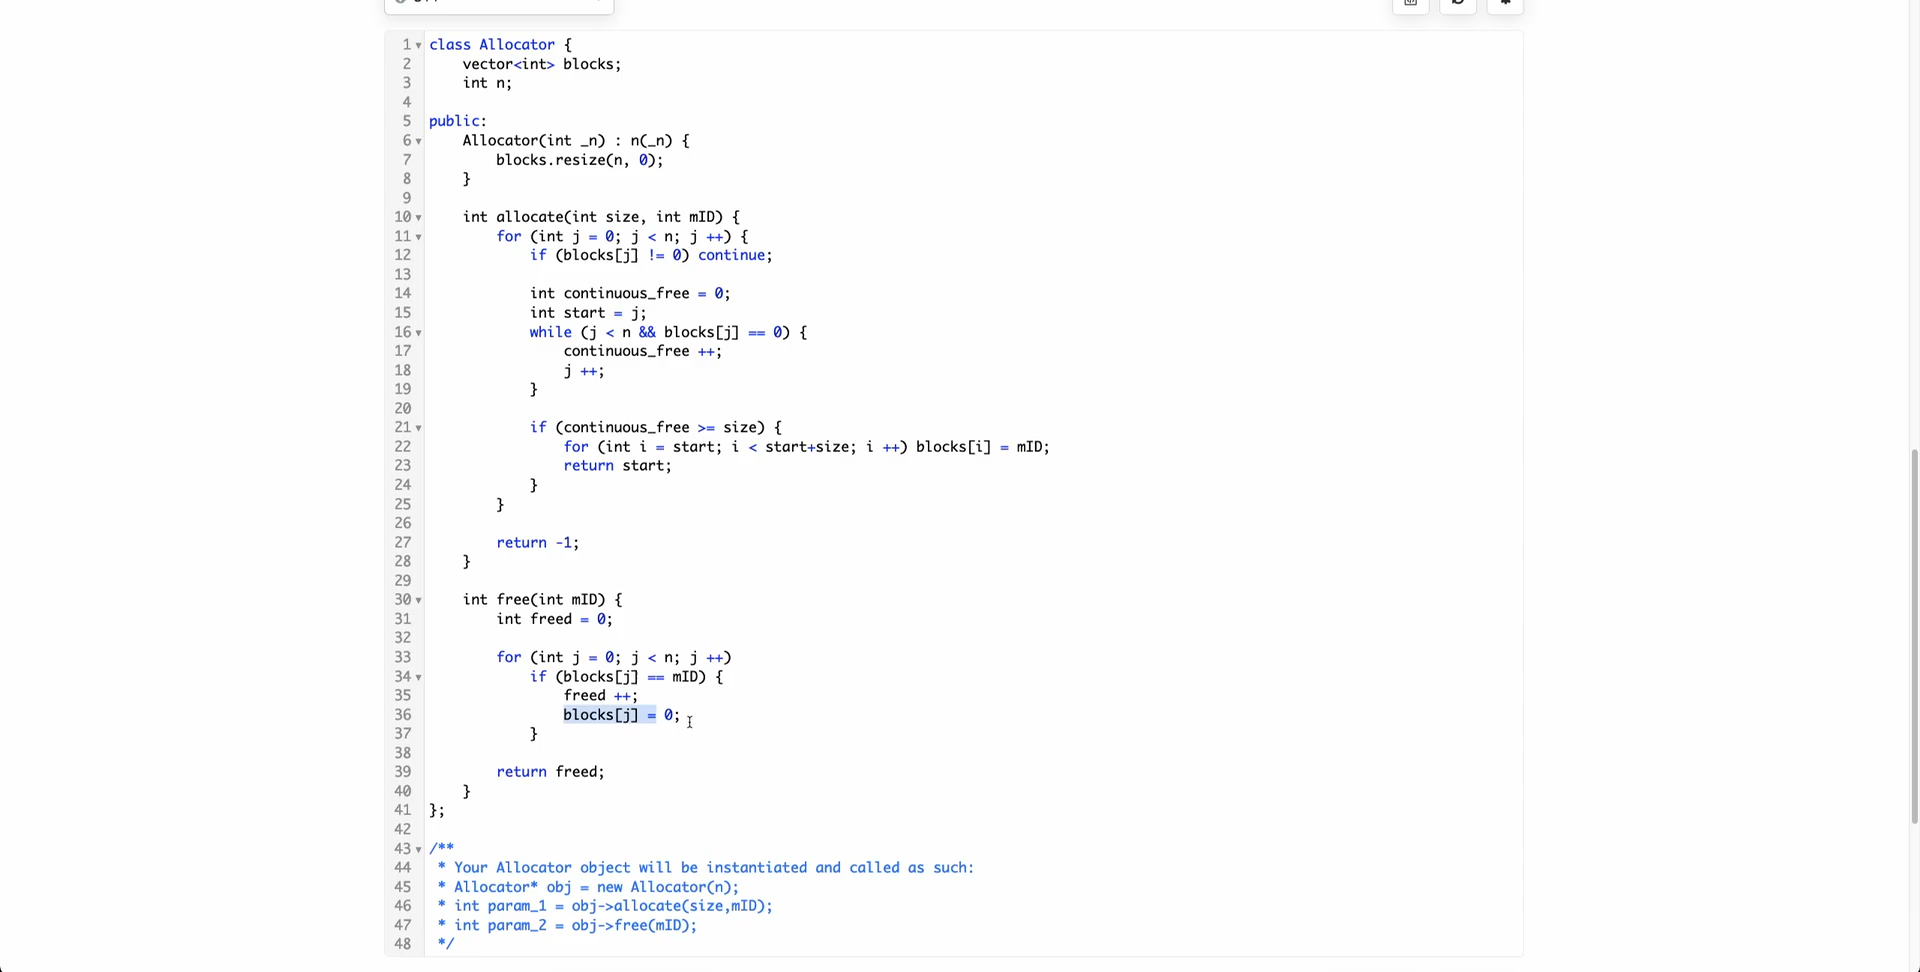 1 class Allocator {
2 vector<int> blocks;
3 int n;
4
5 public:
6 Allocator(int _n) : n(_n) {
7 blocks.resize(n, 0);
8 }
9
10 int allocate(int size, int mID) {
11 for (int j = 0; j < n; j ++) {
12 if (blocks[j] != 0) continue;
13
14 int continuous_free = 0;
15 int start = j;
16 while (j < n && blocks[j] == 0) {
17 continuous_free ++;
18 j ++;
19 }
20
21 if (continuous_free >= size) {
22 for (int i = start; i < start+size; i ++) blocks[i] = mID;
23 return start;
24 }
25 }
26
27 return -1;
28 }
29
30 int free(int mID) {
31 int freed = 0;
32
33 for (int j = 0; j < n; j ++)
34 if (blocks[j] == mID) {
35 freed ++;
36 blocks[j] = 0;
37 }
38
39 return freed;
40 }
41 };
42
43 /**
44 * Your Allocator object will be instantiated and called as such:
45 * Allocator* obj = new Allocator(n);
46 * int param_1 = obj->allocate(size,mID);
47 * int param_2 = obj->free(mID);
48 */